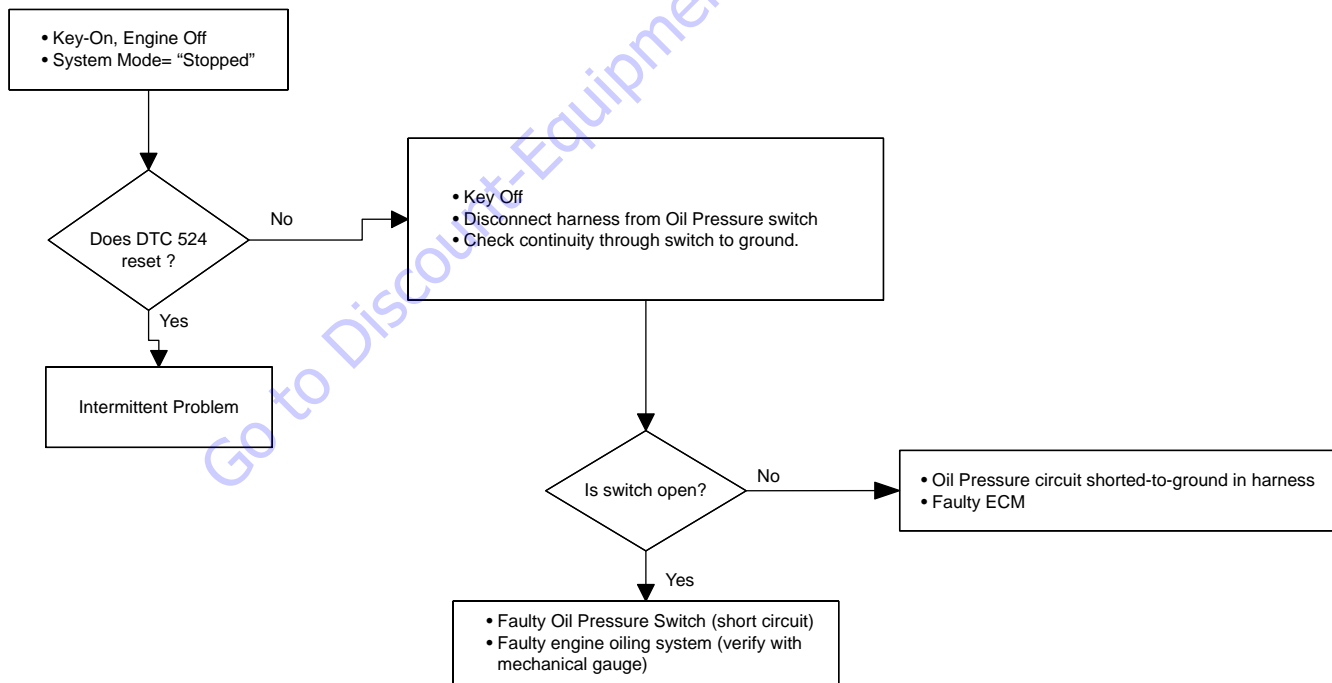 • Key-On, Engine Off
• System Mode= “Stopped”
Does DTC 524
reset ?
No
Yes
Intermittent Problem
• Key Off
• Disconnect harness from Oil Pressure switch
• Check continuity through switch to ground.
Is switch open?
No
• Oil Pressure circuit shorted-to-ground in harness
• Faulty ECM
Yes
• Faulty Oil Pressure Switch (short circuit)
• Faulty engine oiling system (verify with
mechanical gauge)
Go to Discount-Equipmen